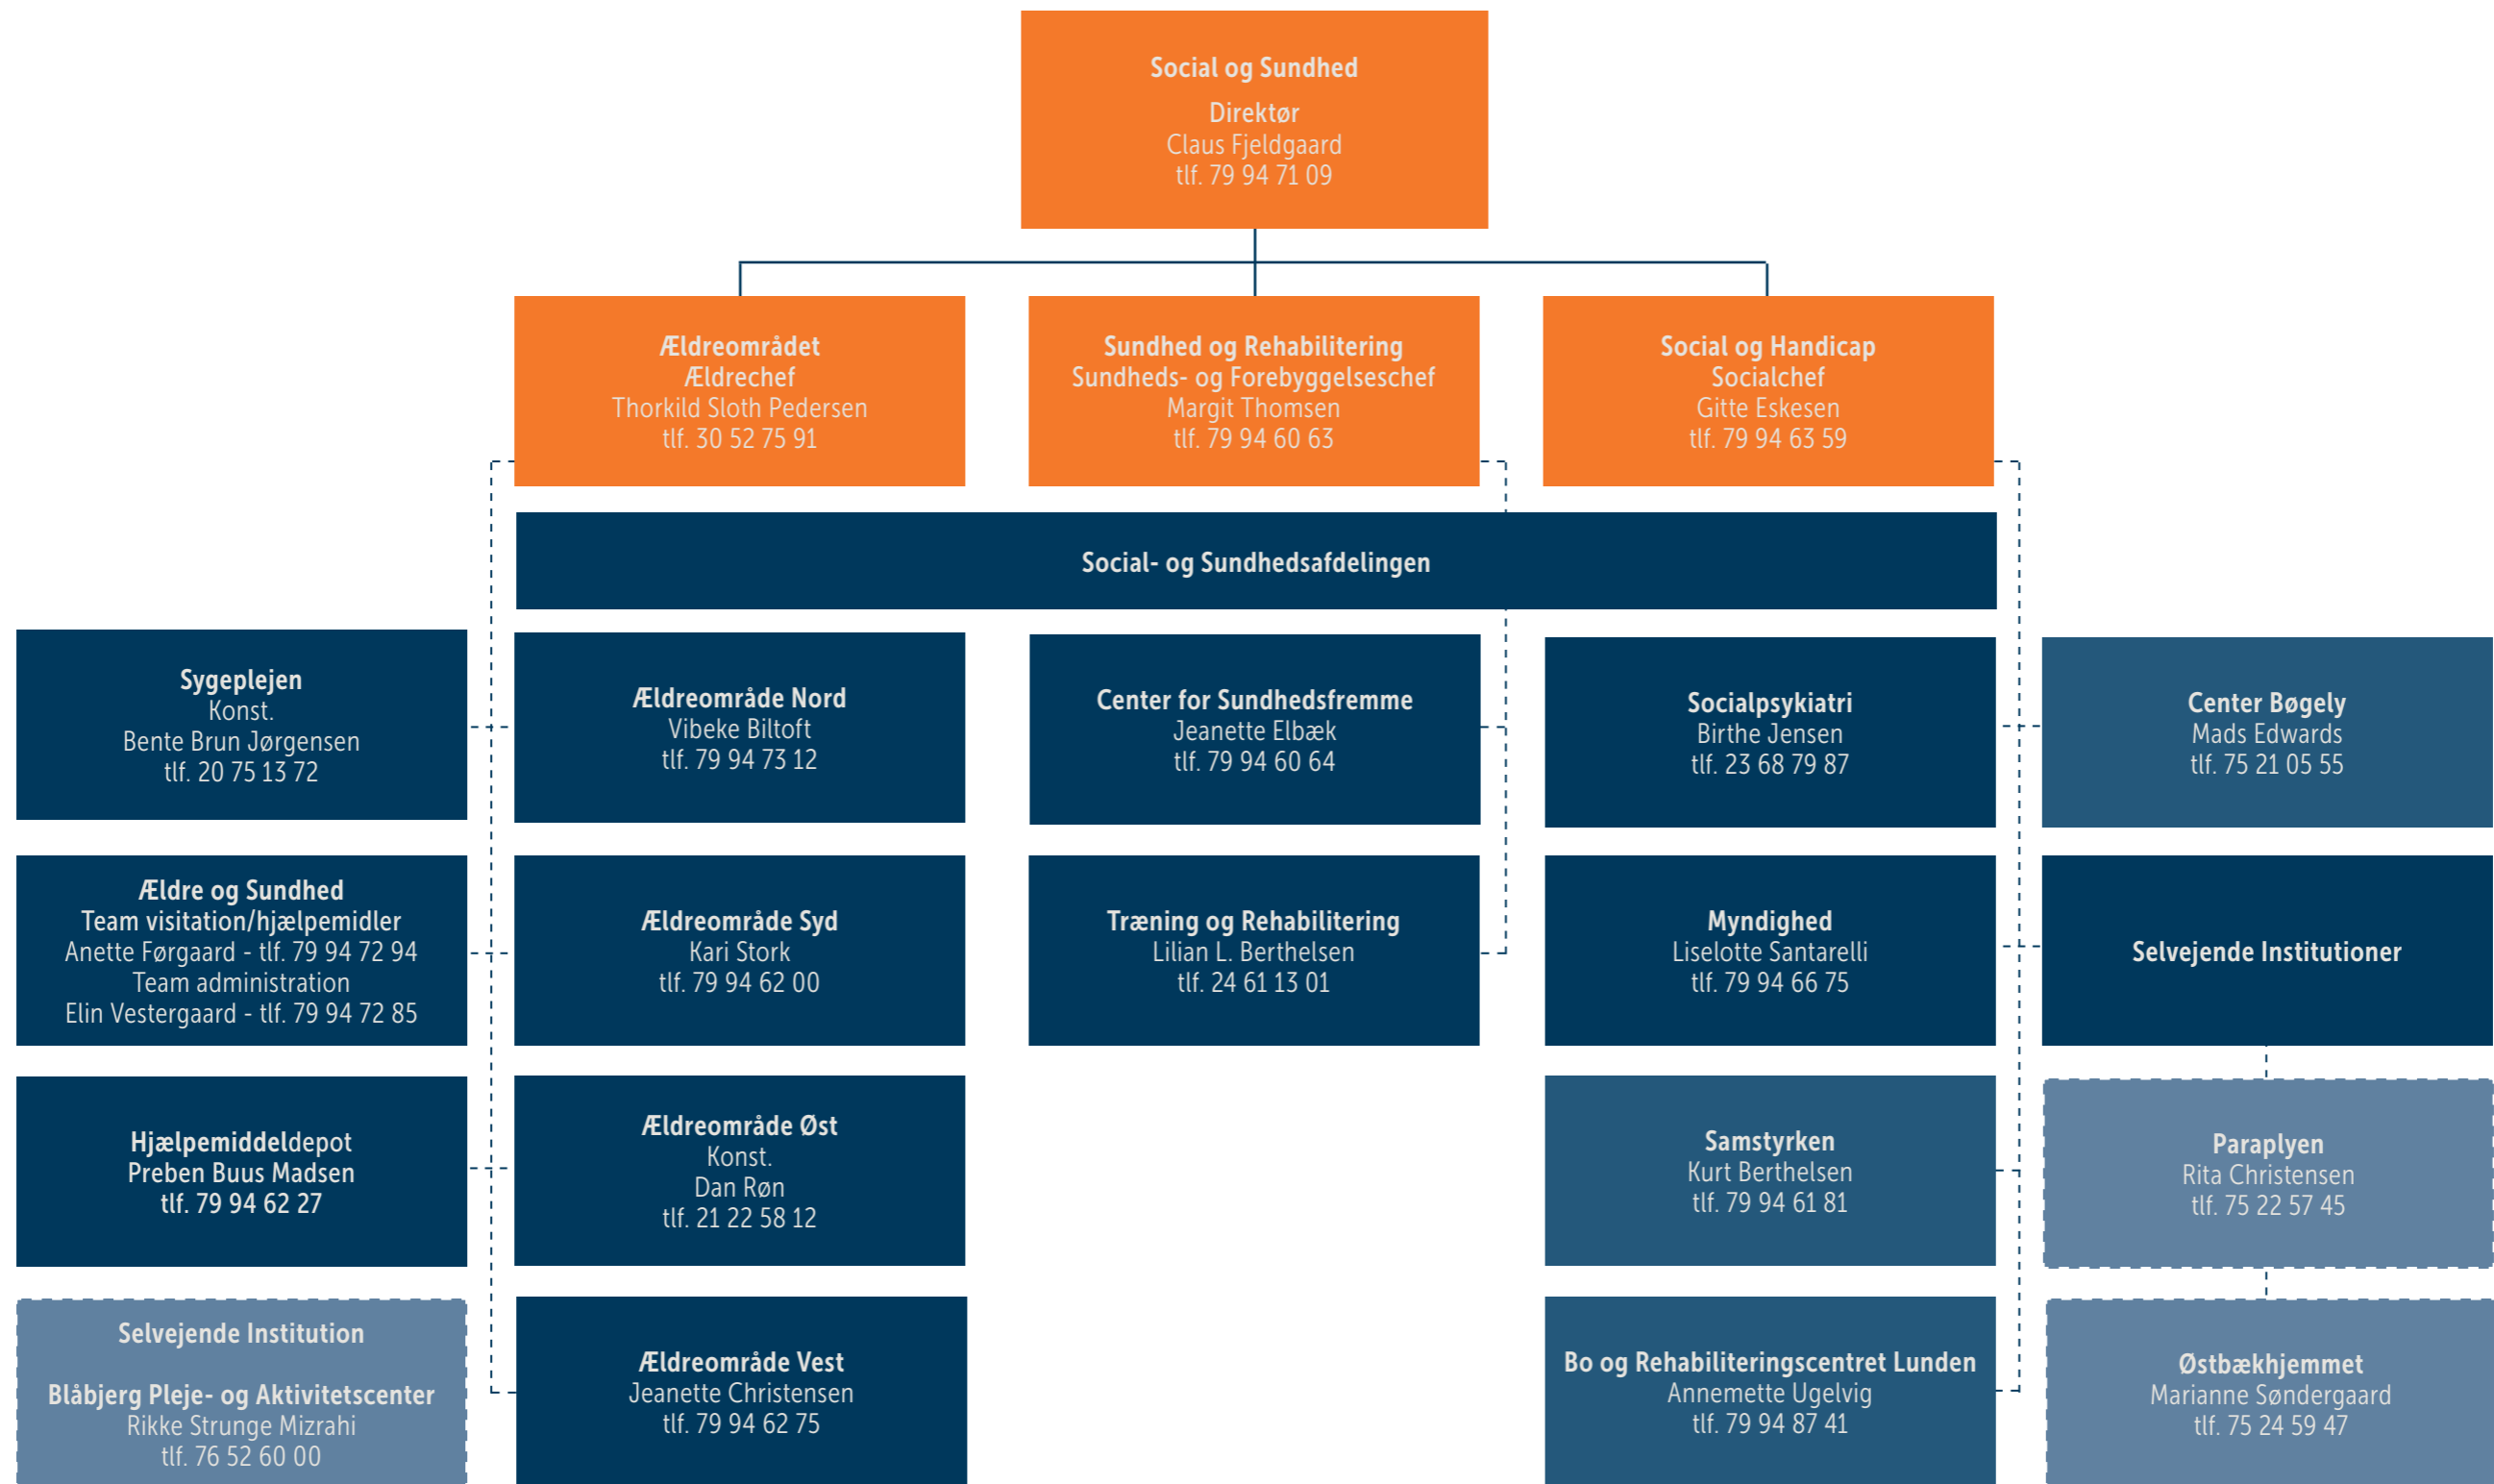 Social og Sundhed
Direktør
Claus Fjeldgaard
tlf. 79 94 71 09
Ældreområdet
Ældrechef
Thorkild Sloth Pedersen
tlf. 30 52 75 91
Sundhed og Rehabilitering
Sundheds- og Forebyggelseschef
Margit Thomsen
tlf. 79 94 60 63
Social og Handicap
Socialchef
Gitte Eskesen
tlf. 79 94 63 59
Social- og Sundhedsafdelingen
Sygeplejen
Konst.
Bente Brun Jørgensen
tlf. 20 75 13 72
Ældreområde Nord
Vibeke Biltoft
tlf. 79 94 73 12
Center for Sundhedsfremme
Jeanette Elbæk
tlf. 79 94 60 64
Socialpsykiatri
Birthe Jensen
tlf. 23 68 79 87
Center Bøgely
Mads Edwards
tlf. 75 21 05 55
Ældre og Sundhed
Team visitation/hjælpemidler
Anette Førgaard - tlf. 79 94 72 94
Team administration
Elin Vestergaard - tlf. 79 94 72 85
Ældreområde Syd
Kari Stork
tlf. 79 94 62 00
Træning og Rehabilitering
Lilian L. Berthelsen
tlf. 24 61 13 01
Myndighed
Liselotte Santarelli
tlf. 79 94 66 75
Selvejende Institutioner
Hjælpemiddeldepot
Preben Buus Madsen
tlf. 79 94 62 27
Ældreområde Øst
Konst.
Dan Røn
tlf. 21 22 58 12
Samstyrken
Kurt Berthelsen
tlf. 79 94 61 81
Paraplyen
Rita Christensen
tlf. 75 22 57 45
Selvejende Institution
Blåbjerg Pleje- og Aktivitetscenter
Rikke Strunge Mizrahi
tlf. 76 52 60 00
Ældreområde Vest
Jeanette Christensen
tlf. 79 94 62 75
Bo og Rehabiliteringscentret Lunden
Annemette Ugelvig
tlf. 79 94 87 41
Østbækhjemmet
Marianne Søndergaard
tlf. 75 24 59 47